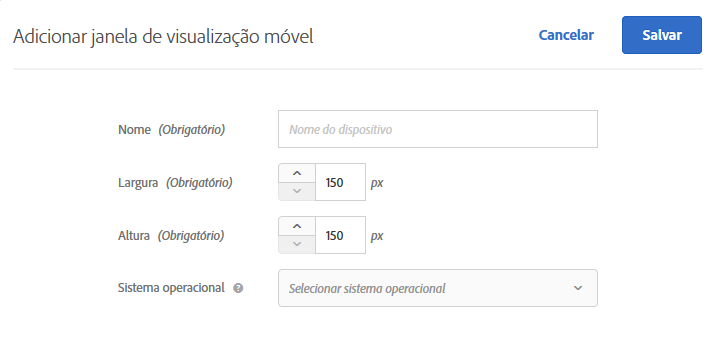 Adicionar janela de visualização móvel
Cancelar
Salvar
Nome (Obrigatório)
Nome do dispositivo
Largura (Obrigatório)
150 px
Altura (Obrigatório)
150 px
Sistema operacional ?
Selecionar sistema operacional